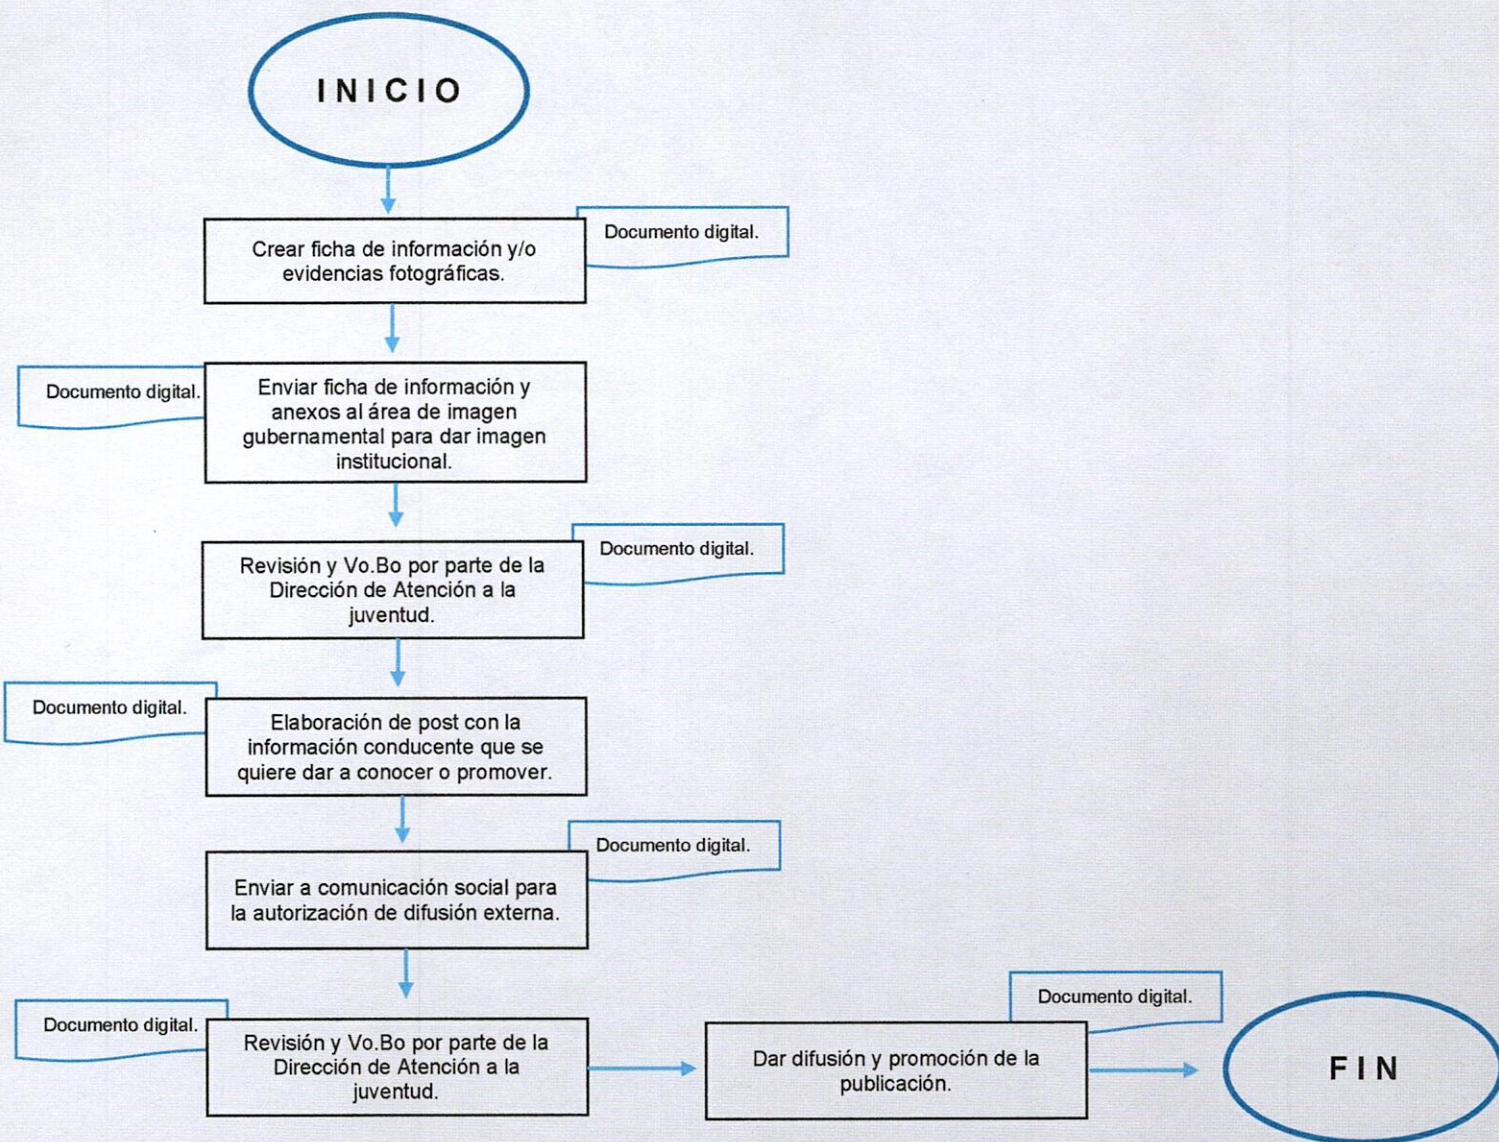 INICIO
Documento digital.
Crear ficha de información y/o
evidencias fotográficas.
Documento digital.
Enviar ficha de información y
anexos al área de imagen
gubernamental para dar imagen
institucional.
Documento digital.
Revisión y Vo.Bo por parte de la
Dirección de Atención a la
juventud.
Documento digital.
Elaboración de post con la
información conducente que se
quiere dar a conocer o promover.
Documento digital.
Enviar a comunicación social para
la autorización de difusión externa.
Documento digital.
Revisión y Vo.Bo por parte de la
Dirección de Atención a la
juventud.
Documento digital.
Dar difusión y promoción de la
publicación.
FIN